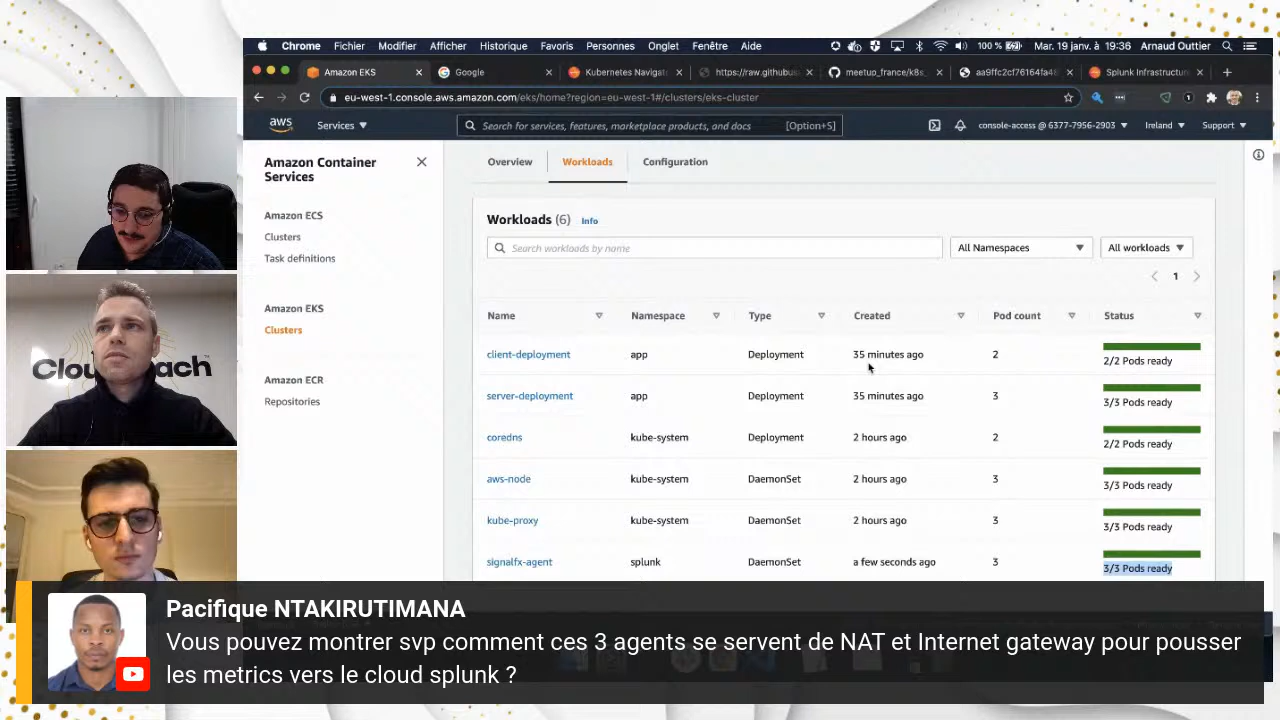 Chrome Fichier Modifier Afficher Historique Favoris Personnes Onglet Fenêtre Aide 100 % Mar. 19 janv. à 19:36 Arnaud Outtier
Amazon EKS Google Kubernetes Navigat https://raw.githubus meetup_france/k8s_ aa9ffc2cf76164fa48 Splunk Infrastructur
eu-west-1.console.aws.amazon.com/eks/home?region=eu-west-1#/clusters/eks-cluster
aws Services Search for services, features, marketplace products, and docs [Option+S] console-access @ 6377-7956-2903 Ireland Support
Amazon Container
Services
Amazon ECS
Clusters
Task definitions
Amazon EKS
Clusters
Amazon ECR
Repositories
Overview Workloads Configuration
Workloads (6) Info
Search workloads by name All Namespaces All workloads
1
Name Namespace Type Created Pod count Status
client-deployment app Deployment 35 minutes ago 2 2/2 Pods ready
server-deployment app Deployment 35 minutes ago 3 3/3 Pods ready
coredns kube-system Deployment 2 hours ago 2 2/2 Pods ready
aws-node kube-system DaemonSet 2 hours ago 3 3/3 Pods ready
kube-proxy kube-system DaemonSet 2 hours ago 3 3/3 Pods ready
signalfx-agent splunk DaemonSet a few seconds ago 3 3/3 Pods ready
Pacifique NTAKIRUTIMANA
Vous pouvez montrer svp comment ces 3 agents se servent de NAT et Internet gateway pour pousser
les metrics vers le cloud splunk ?